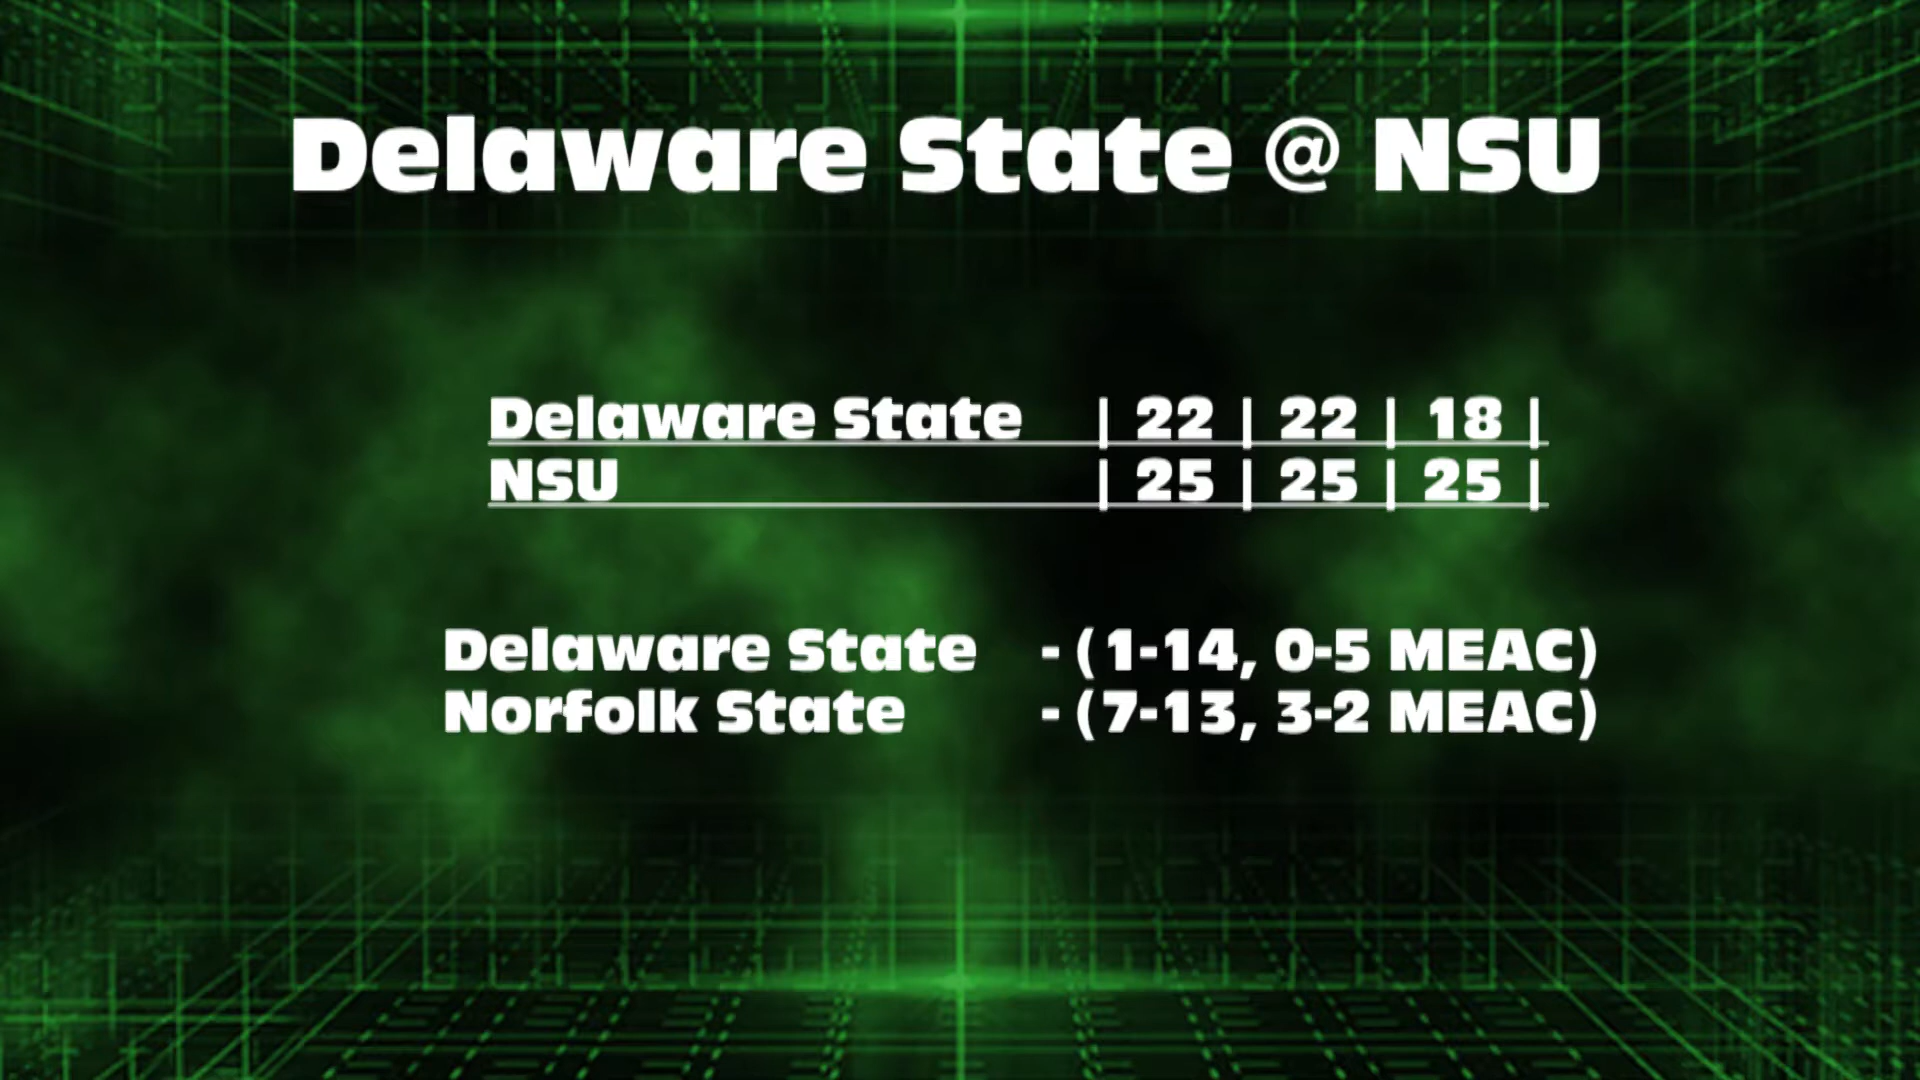 Delaware State @ NSU
Delaware State | 22 | 22 | 18 |
NSU | 25 | 25 | 25 |
Delaware State - (1-14, 0-5 MEAC)
Norfolk State - (7-13, 3-2 MEAC)